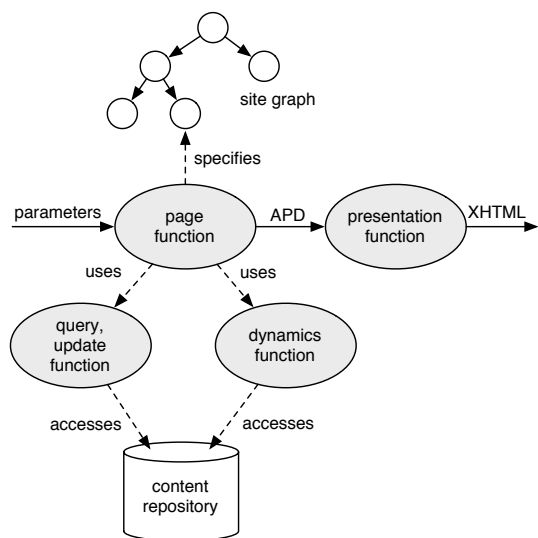 site graph
specifies
parameters
page
function
APD
presentation
function
XHTML
uses
uses
query,
update
function
dynamics
function
accesses
accesses
content
repository